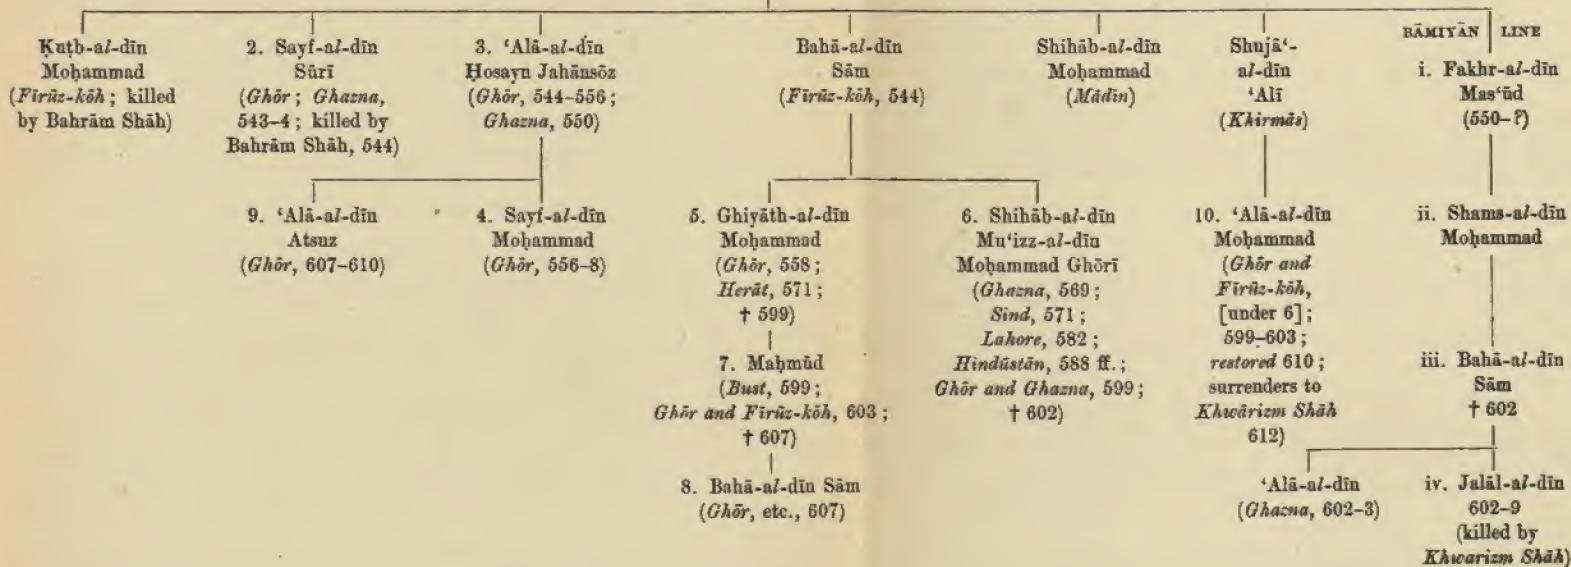 Ḳuṭb-al-dīn
Moḥammad
(Fīrūz-kōh; killed
by Bahrām Shāh)
2. Sayf-al-dīn
Sūrī
(Ghōr; Ghazna,
543-4; killed by
Bahrām Shāh, 544)
3. ‘Alā-al-dīn
Ḥosayn Jahānsōz
(Ghōr, 544-556;
Ghazna, 550)
Bahā-al-dīn
Sām
(Fīrūz-kōh, 544)
Shihāb-al-dīn
Moḥammad
(Mādīn)
Shujā‘-
al-dīn
‘Alī
(Khirmās)
BĀMIYĀN LINE
i. Fakhr-al-dīn
Mas‘ūd
(550-?)
9. ‘Alā-al-dīn
Atsuz
(Ghōr, 607-610)
4. Sayf-al-dīn
Moḥammad
(Ghōr, 556-8)
5. Ghiyāth-al-dīn
Moḥammad
(Ghōr, 558;
Herāt, 571;
† 599)
6. Shihāb-al-dīn
Mu‘izz-al-dīn
Moḥammad Ghōrī
(Ghazna, 569;
Sind, 571;
Lahore, 582;
Hindūstān, 588 ff.;
Ghōr and Ghazna, 599;
† 602)
10. ‘Alā-al-dīn
Moḥammad
(Ghōr and
Fīrūz-kōh,
[under 6];
599-603;
restored 610;
surrenders to
Khwārizm Shāh
612)
ii. Shams-al-dīn
Moḥammad
7. Maḥmūd
(Bust, 599;
Ghōr and Fīrūz-kōh, 603;
† 607)
iii. Bahā-al-dīn
Sām
† 602
8. Bahā-al-dīn Sām
(Ghōr, etc., 607)
‘Alā-al-dīn
(Ghazna, 602-3)
iv. Jalāl-al-dīn
602-9
(killed by
Khwarizm Shāh)